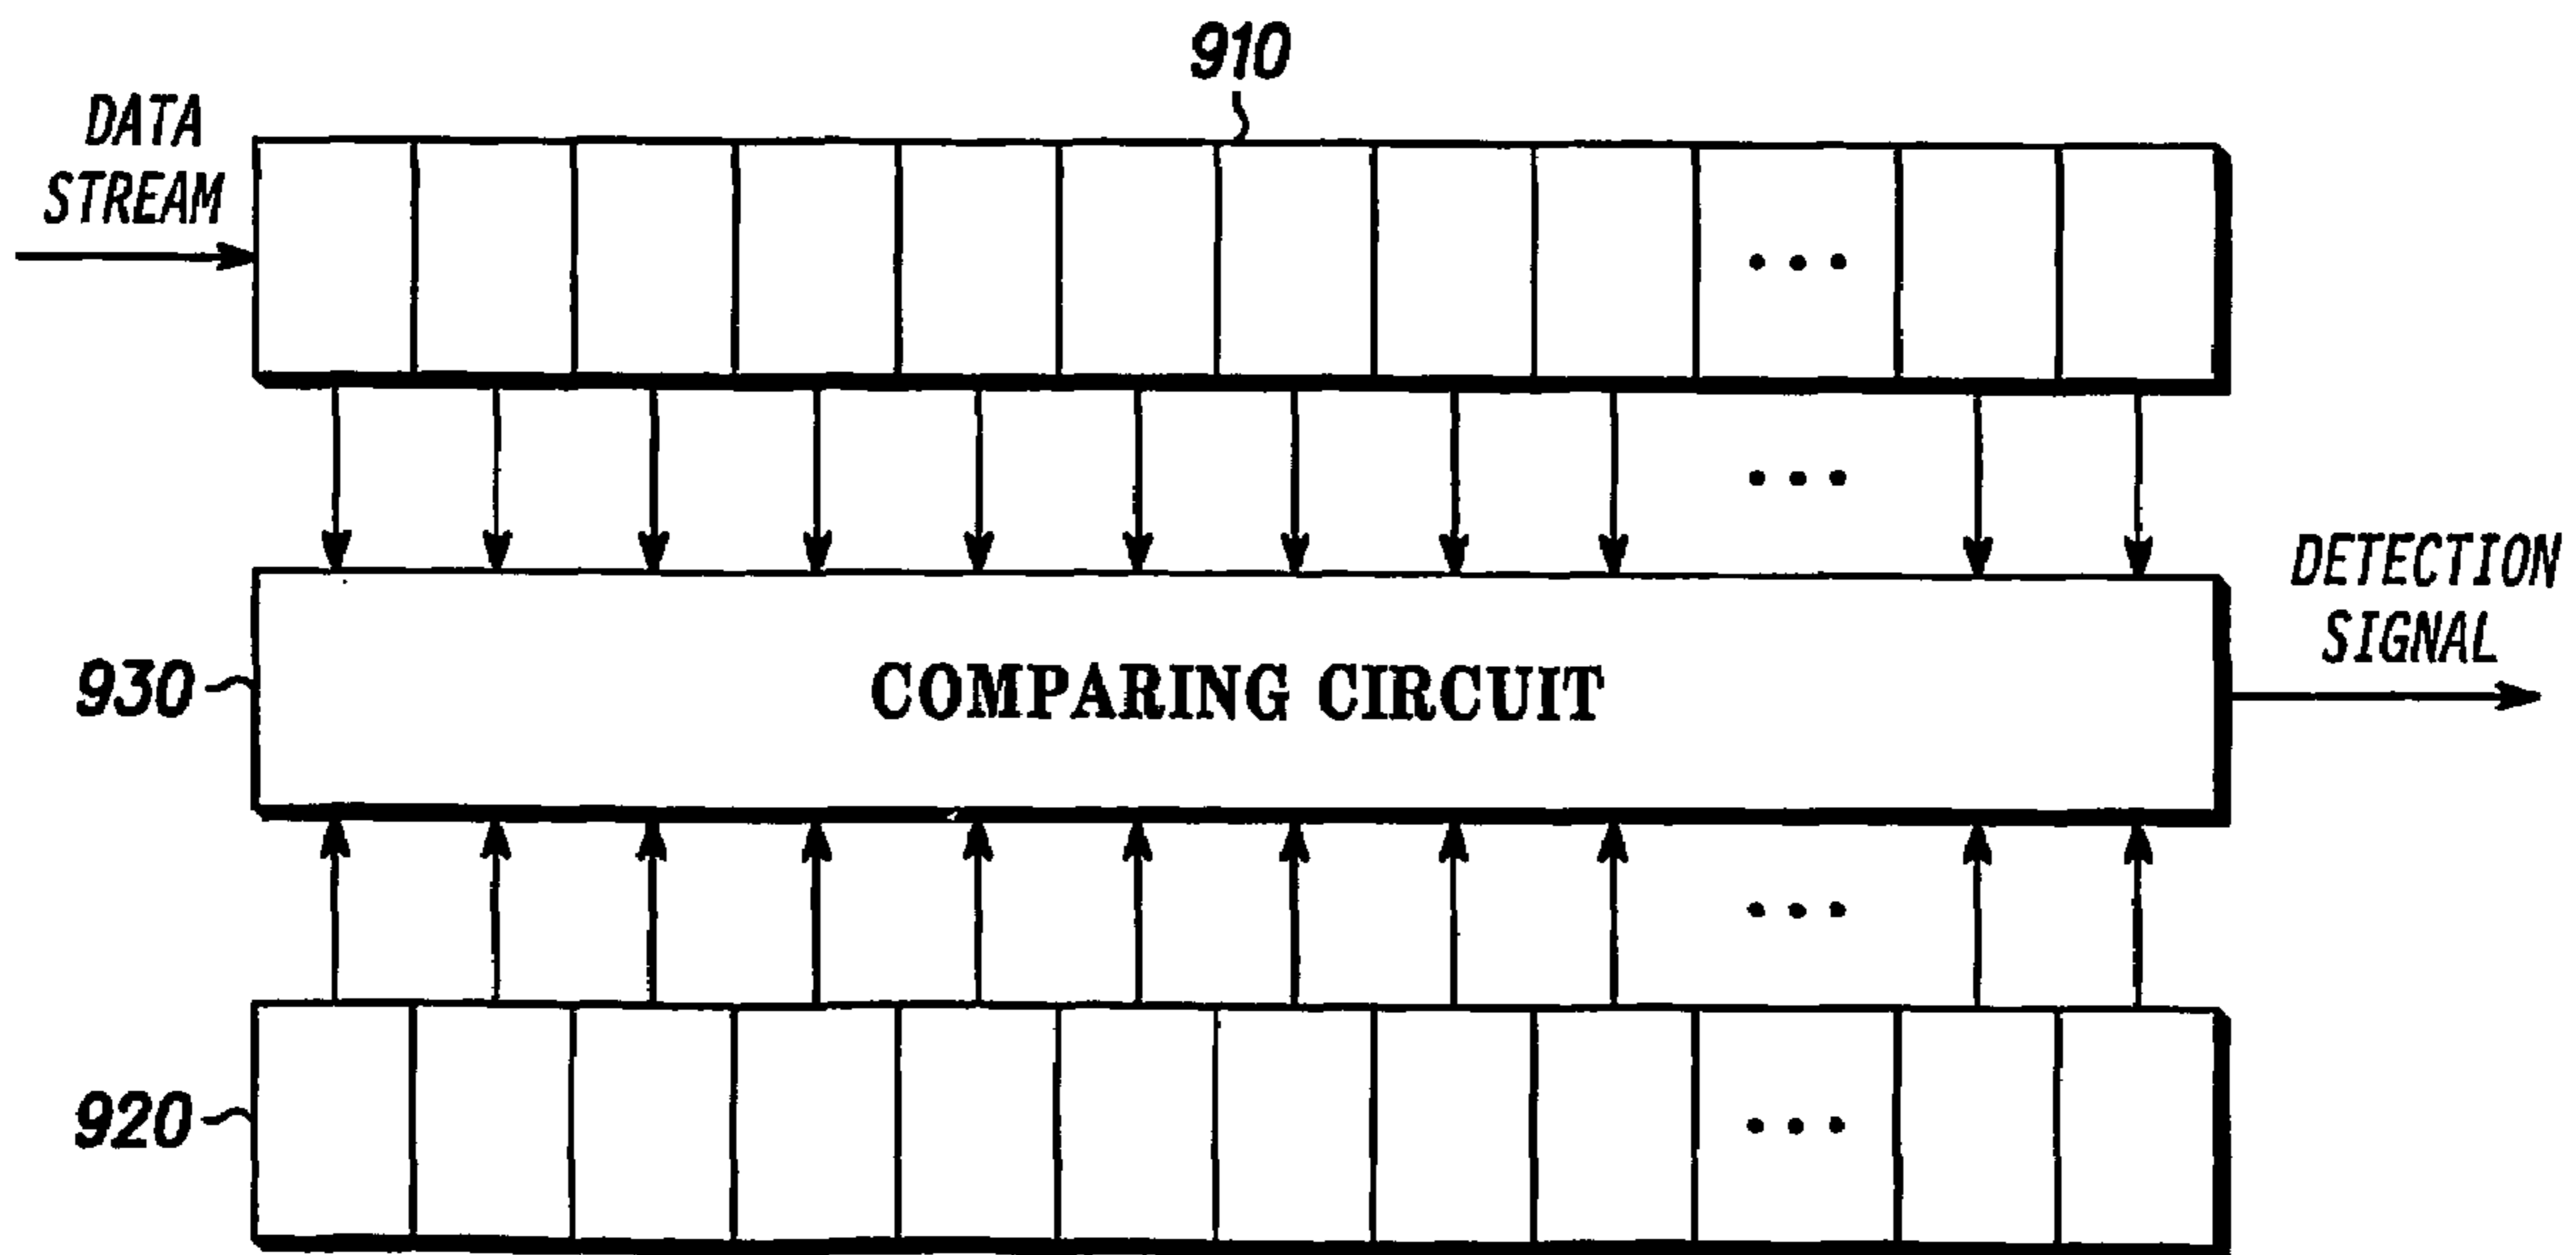 910
DATA
STREAM
• • •
• • •
DETECTION
SIGNAL
930
COMPARING CIRCUIT
• • •
920
• • •